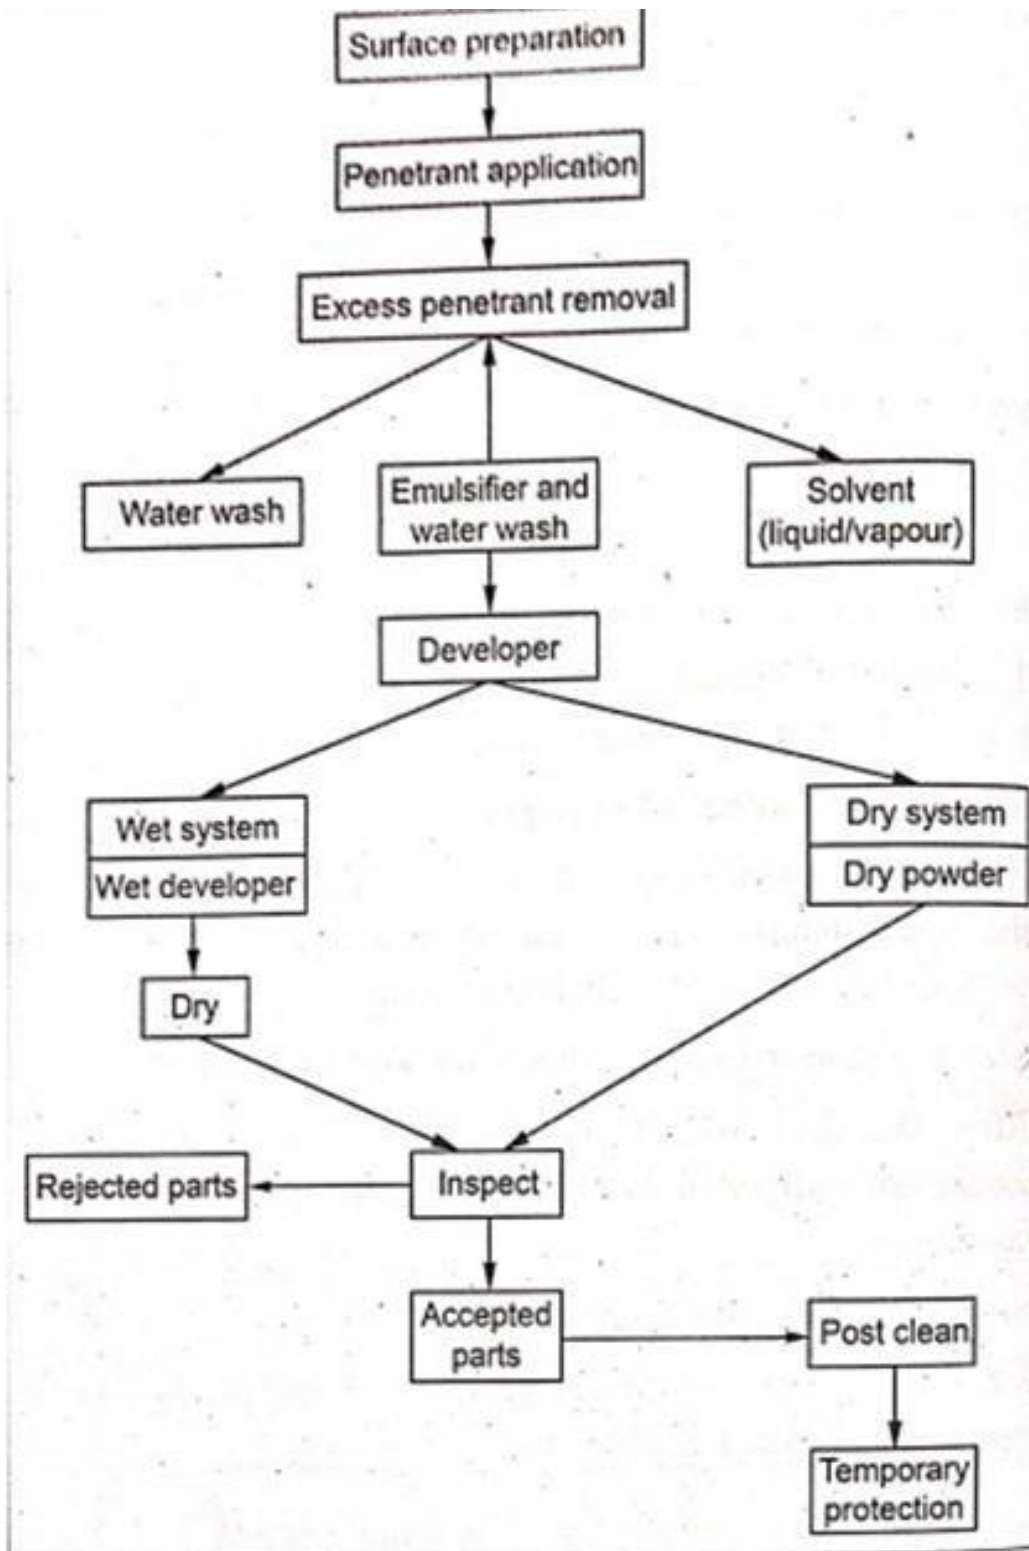 Surface preparation
Penetrant application
Excess penetrant removal
Water wash
Emulsifier and
water wash
Solvent
(liquid/vapour)
Developer
Wet system
Wet developer
Dry system
Dry powder
Dry
Rejected parts
Inspect
Accepted
parts
Post clean
Temporary
protection